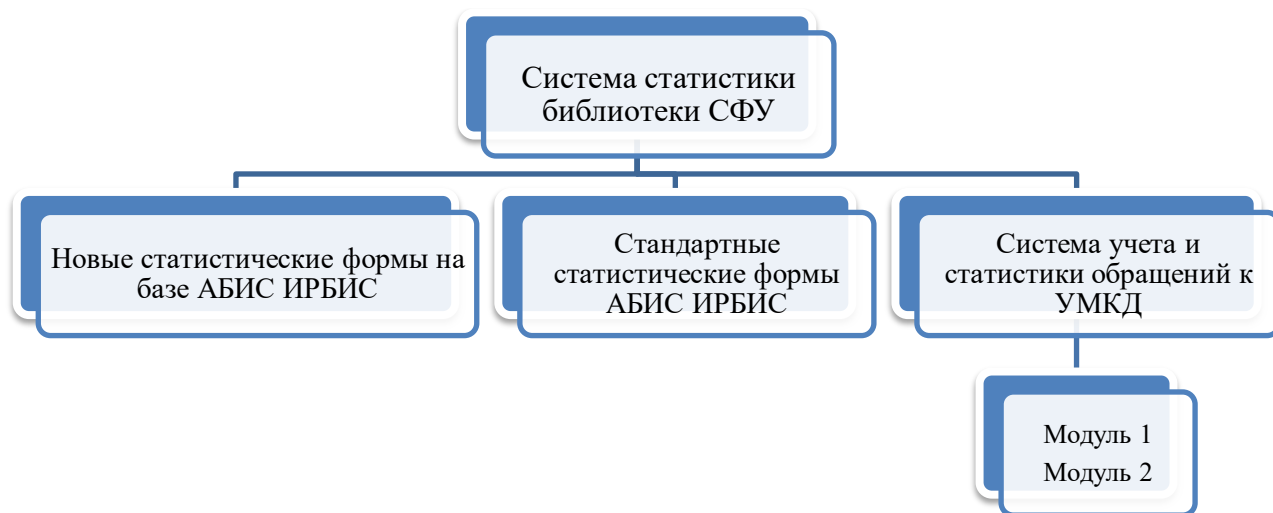 Система статистики
библиотеки СФУ
Новые статистические формы на
базе АБИС ИРБИС
Стандартные
статистические формы
АБИС ИРБИС
Система учета и
статистики обращений к
УМКД
Модуль 1
Модуль 2